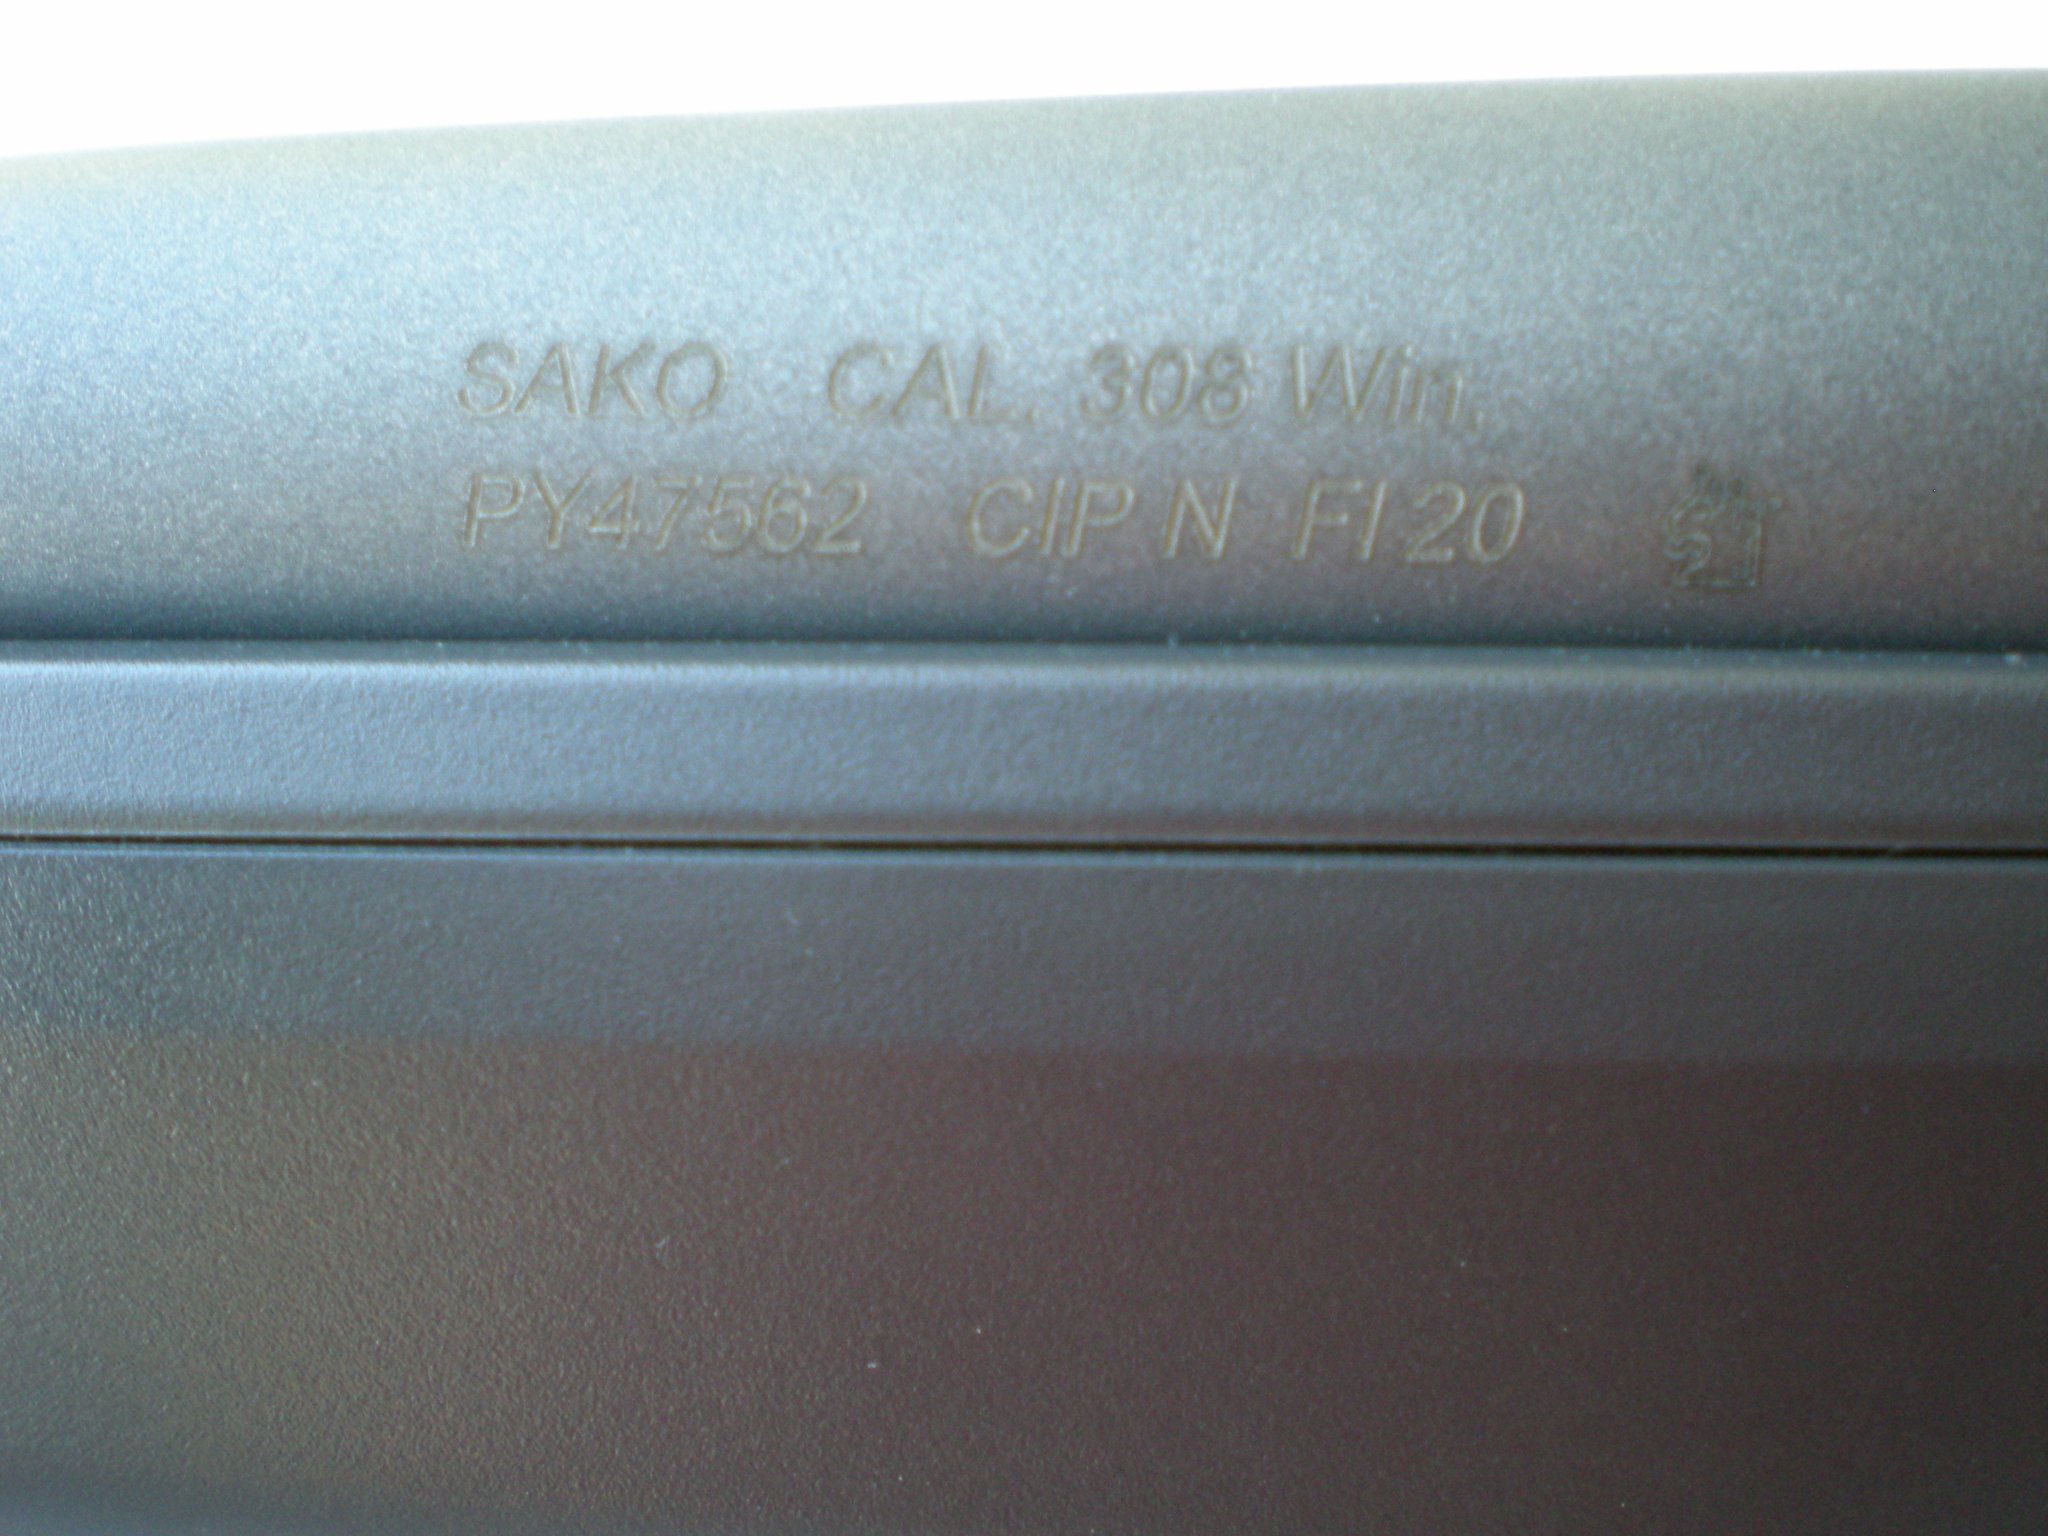 SAKO CAL. 308 Win.
PY47562 CIP N FI 20